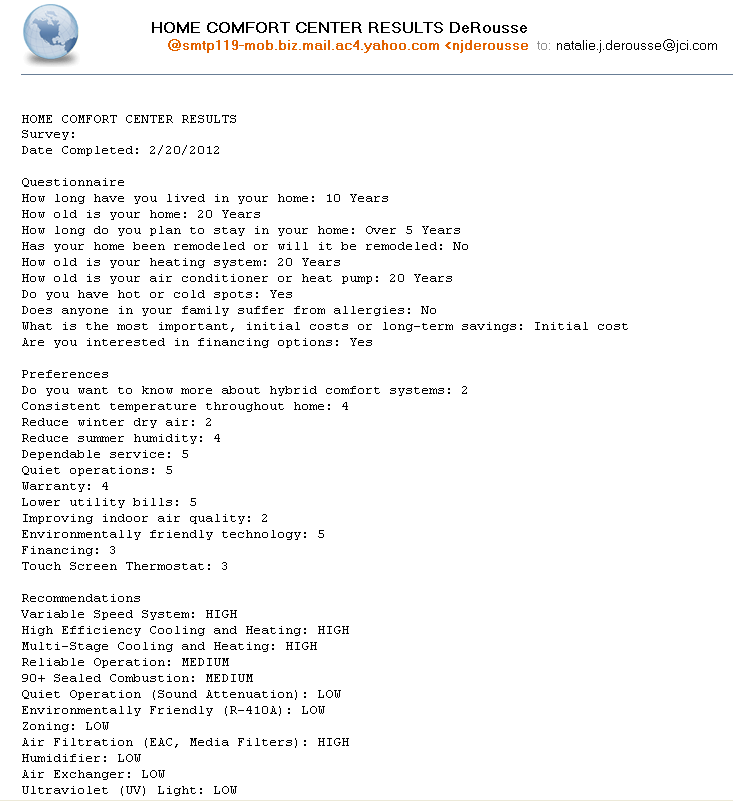 HOME COMFORT CENTER RESULTS DeRousse
@smtp119-mob.biz.mail.ac4.yahoo.com <njderousse to: natalie.j.derousse@jci.com
HOME COMFORT CENTER RESULTS
Survey:
Date Completed: 2/20/2012
Questionnaire
How long have you lived in your home: 10 Years
How old is your home: 20 Years
How long do you plan to stay in your home: Over 5 Years
Has your home been remodeled or will it be remodeled: No
How old is your heating system: 20 Years
How old is your air conditioner or heat pump: 20 Years
Do you have hot or cold spots: Yes
Does anyone in your family suffer from allergies: No
What is the most important, initial costs or long-term savings: Initial cost
Are you interested in financing options: Yes
Preferences
Do you want to know more about hybrid comfort systems: 2
Consistent temperature throughout home: 4
Reduce winter dry air: 2
Reduce summer humidity: 4
Dependable service: 5
Quiet operations: 5
Warranty: 4
Lower utility bills: 5
Improving indoor air quality: 2
Environmentally friendly technology: 5
Financing: 3
Touch Screen Thermostat: 3
Recommendations
Variable Speed System: HIGH
High Efficiency Cooling and Heating: HIGH
Multi-Stage Cooling and Heating: HIGH
Reliable Operation: MEDIUM
90+ Sealed Combustion: MEDIUM
Quiet Operation (Sound Attenuation): LOW
Environmentally Friendly (R-410A): LOW
Zoning: LOW
Air Filtration (EAC, Media Filters): HIGH
Humidifier: LOW
Air Exchanger: LOW
Ultraviolet (UV) Light: LOW